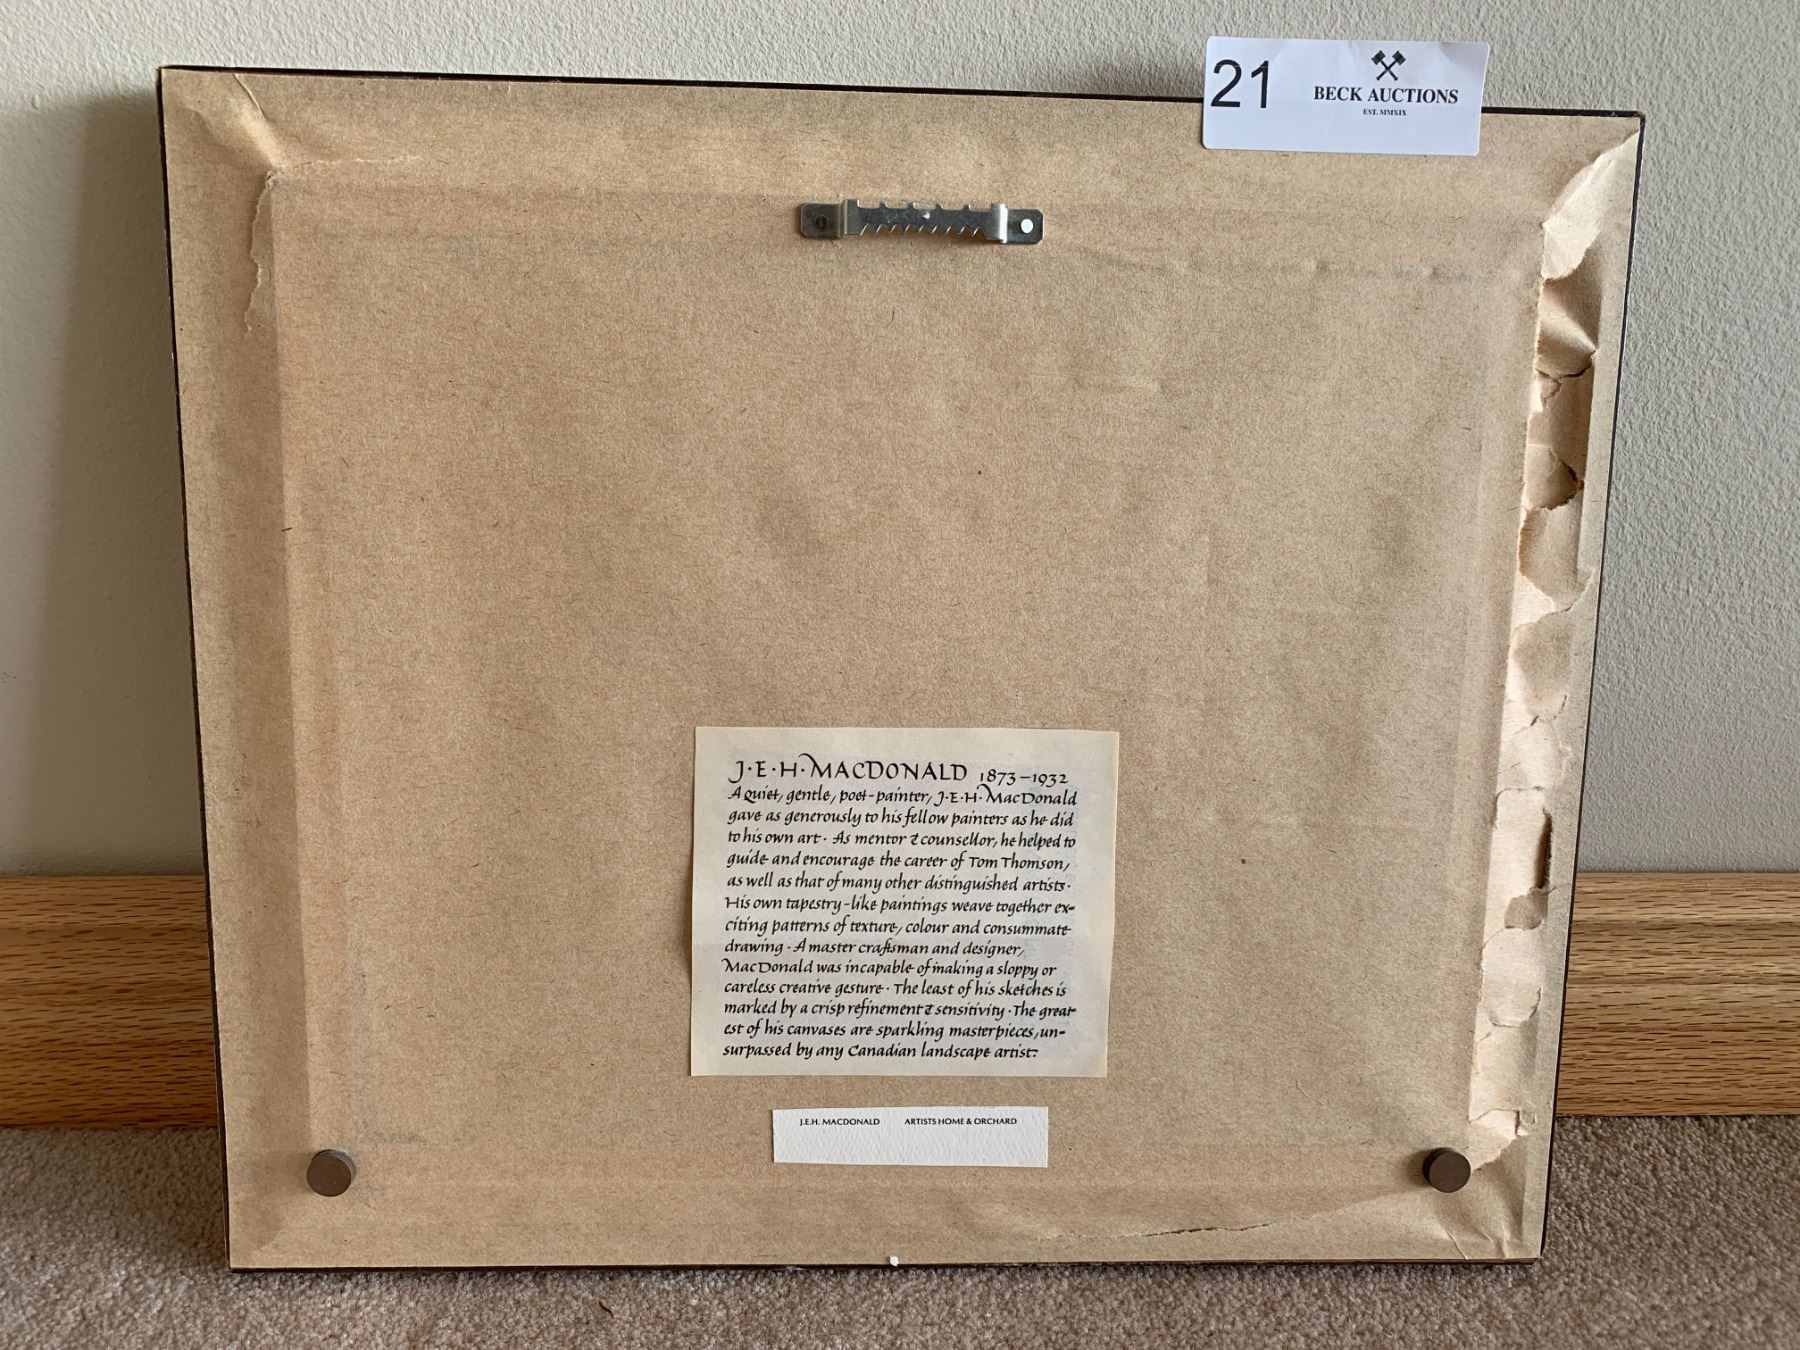 21
BECK AUCTIONS
EST. MMXIX
J·E·H·MACDONALD 1873-1932
A quiet, gentle, poet-painter, J·E·H·MacDonald
gave as generously to his fellow painters as he did
to his own art · As mentor & counsellor, he helped to
guide and encourage the career of Tom Thomson,
as well as that of many other distinguished artists·
His own tapestry-like paintings weave together ex-
citing patterns of texture, colour and consummate
drawing · A master craftsman and designer,
MacDonald was incapable of making a sloppy or
careless creative gesture · The least of his sketches is
marked by a crisp refinement & sensitivity · The great-
est of his canvases are sparkling masterpieces, un-
surpassed by any Canadian landscape artist·
J.E.H. MACDONALD ARTISTS HOME & ORCHARD